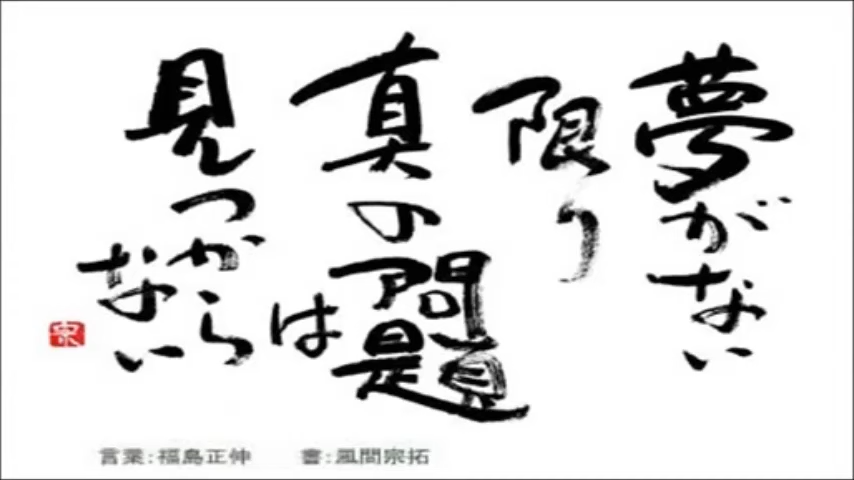 夢がない
限り
真の問題
は
見つから
ない
宗
言葉:福島正伸
書:風間宗拓